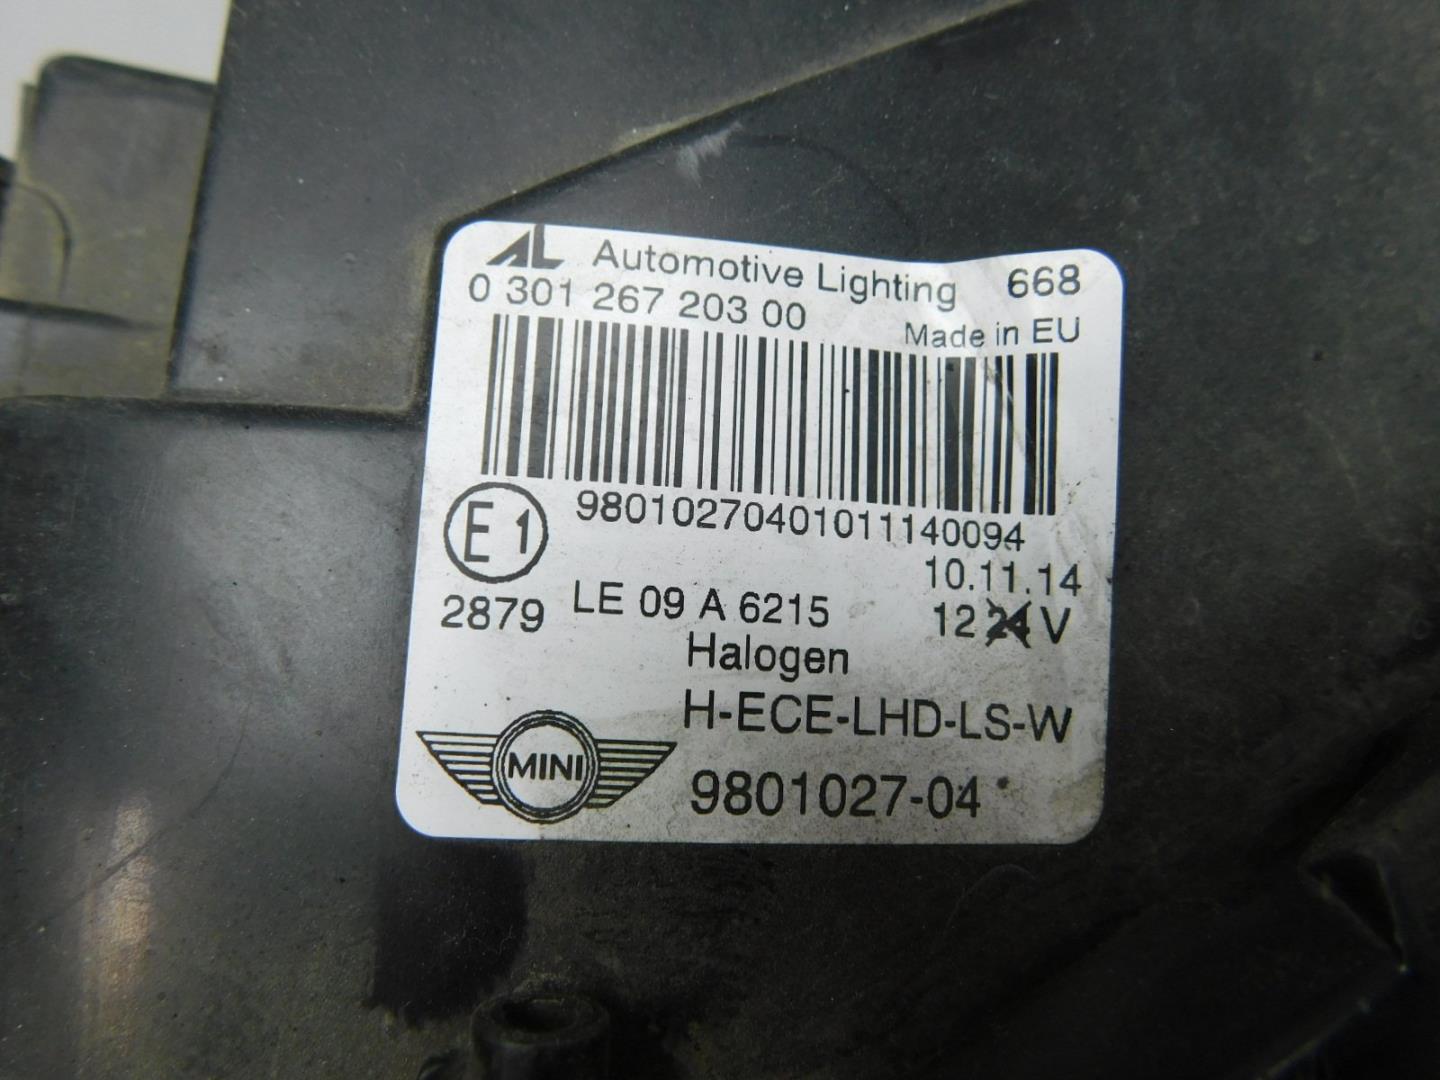 AL Automotive Lighting 668
0 301 267 203 00
Made in EU
98010270401011140094
E1
10.11.14
2879 LE 09 A 6215 12 24 V
Halogen
H-ECE-LHD-LS-W
MINI
9801027-04